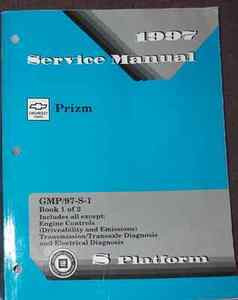 1997
Service Manual
CHEVROLET
Prizm
GMP/97-S-1
Book 1 of 2
Includes all except:
Engine Controls
(Driveability and Emissions)
Transmission/Transaxle Diagnosis
and Electrical Diagnosis
S Platform